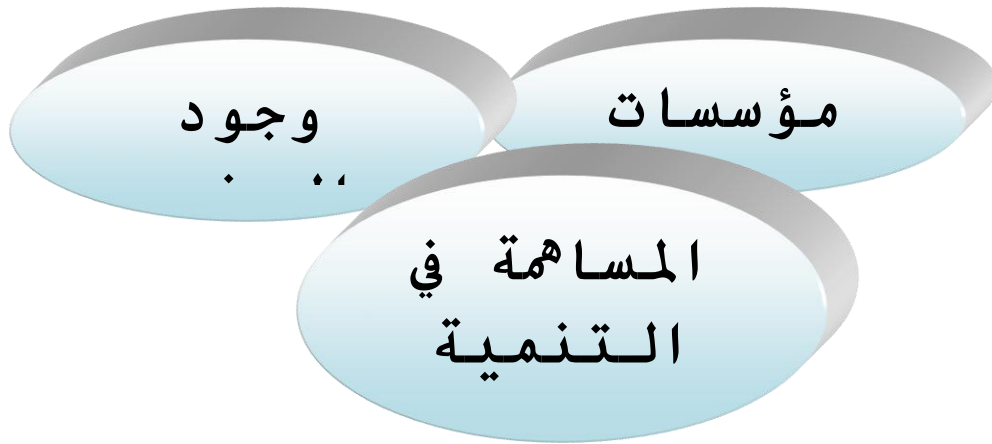 مؤسسات
وجود
المساهمة في
التنمية